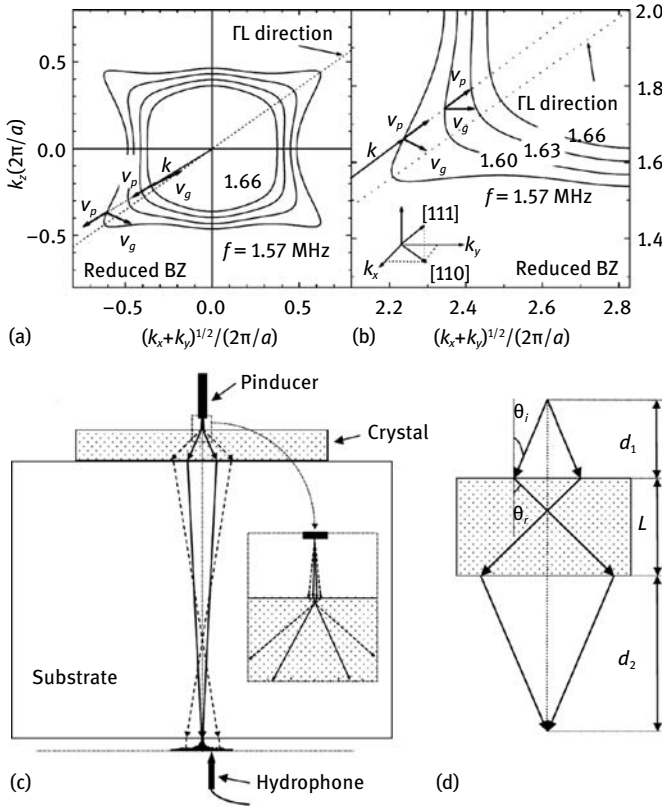 ΓL direction
k_z(2π/a)
0.4
0.0
−0.4
v_p
v_p
k
v_g
v_g
1.66
f = 1.57 MHz
Reduced BZ
−0.5
0.0
0.5
(a)
(k_x+k_y)^{1/2}/(2π/a)
2.0
1.8
1.6
1.4
ΓL direction
v_p
v_p
v_g
k
v_g
1.66
1.63
1.60
f = 1.57 MHz
[111]
k_y
k_x
[110]
Reduced BZ
2.2
2.4
2.6
2.8
(b)
(k_x+k_y)^{1/2}/(2π/a)
Pinducer
Crystal
Substrate
Hydrophone
(c)
θ_i
d_1
θ_r
L
d_2
(d)